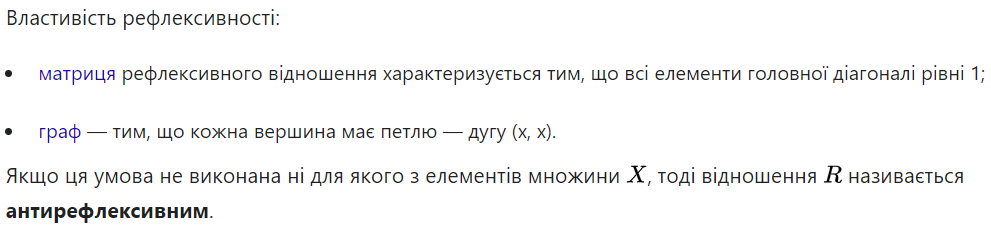 Властивість рефлексивності:
• матриця рефлексивного відношення характеризується тим, що всі елементи головної діагоналі рівні 1;
• граф — тим, що кожна вершина має петлю — дугу (x, x).
Якщо ця умова не виконана ні для якого з елементів множини X, тоді відношення R називається
антирефлексивним.